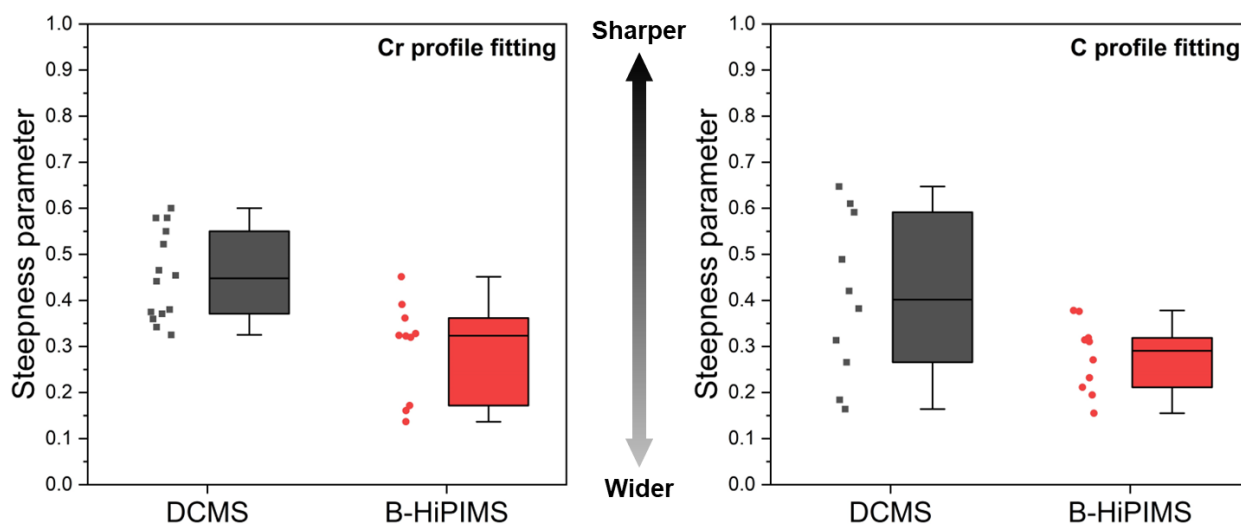 Cr profile fitting
Steepness parameter
1.0
0.9
0.8
0.7
0.6
0.5
0.4
0.3
0.2
0.1
0.0
DCMS
B-HiPIMS
Sharper
Wider
C profile fitting
Steepness parameter
1.0
0.9
0.8
0.7
0.6
0.5
0.4
0.3
0.2
0.1
0.0
DCMS
B-HiPIMS